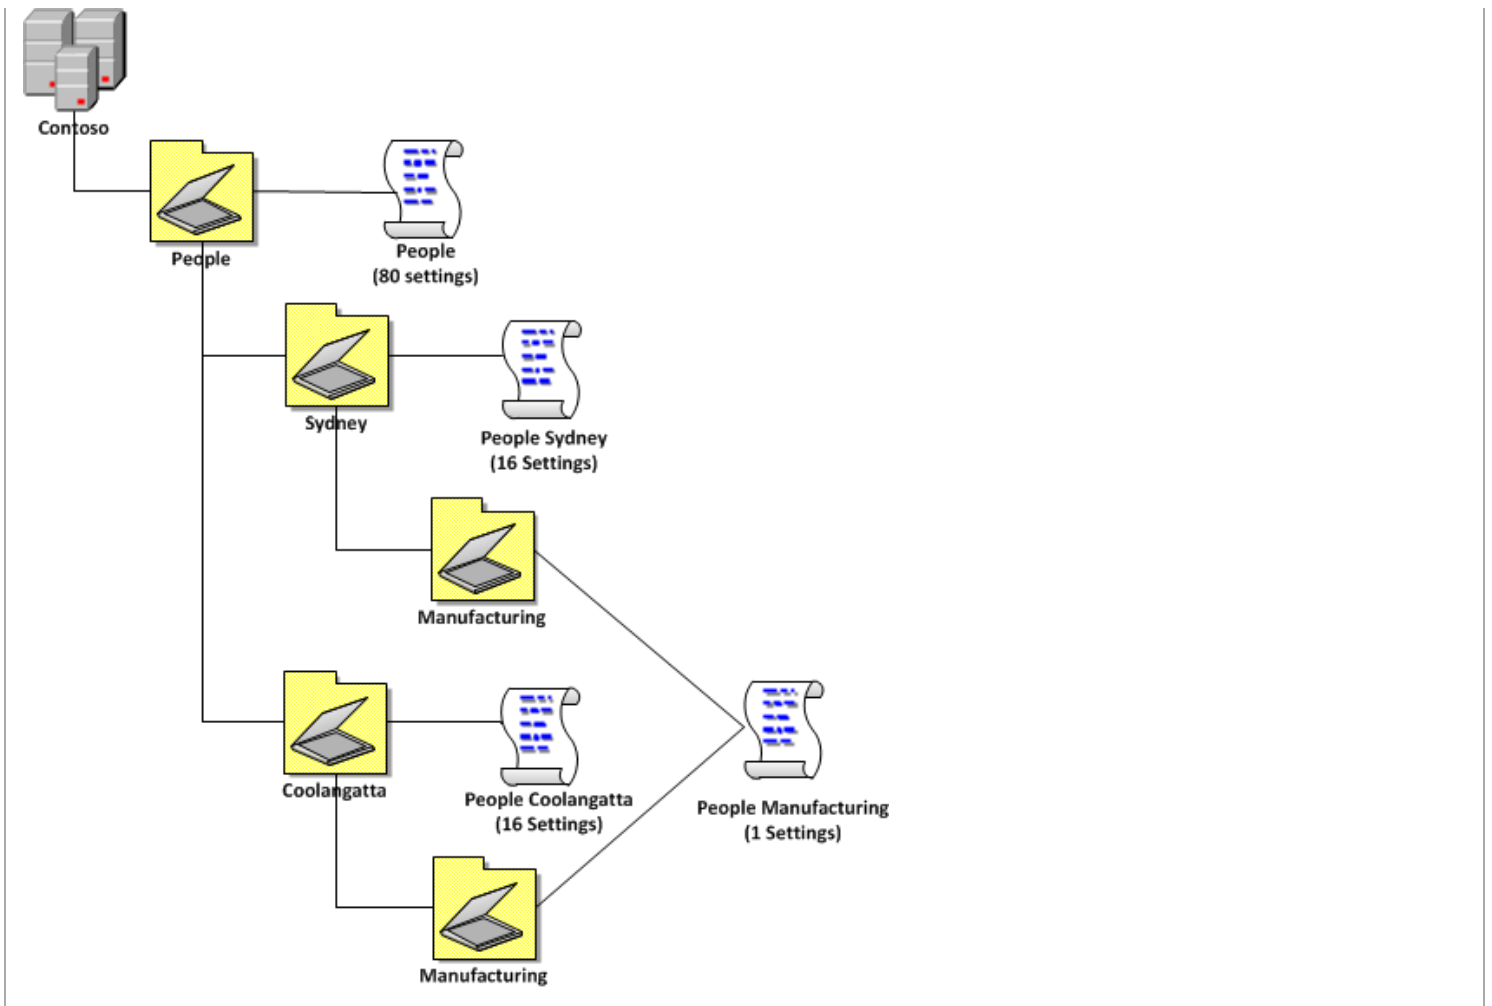 Contoso
People
People
(80 settings)
Sydney
People Sydney
(16 Settings)
Manufacturing
Coolangatta
People Coolangatta
(16 Settings)
People Manufacturing
(1 Settings)
Manufacturing